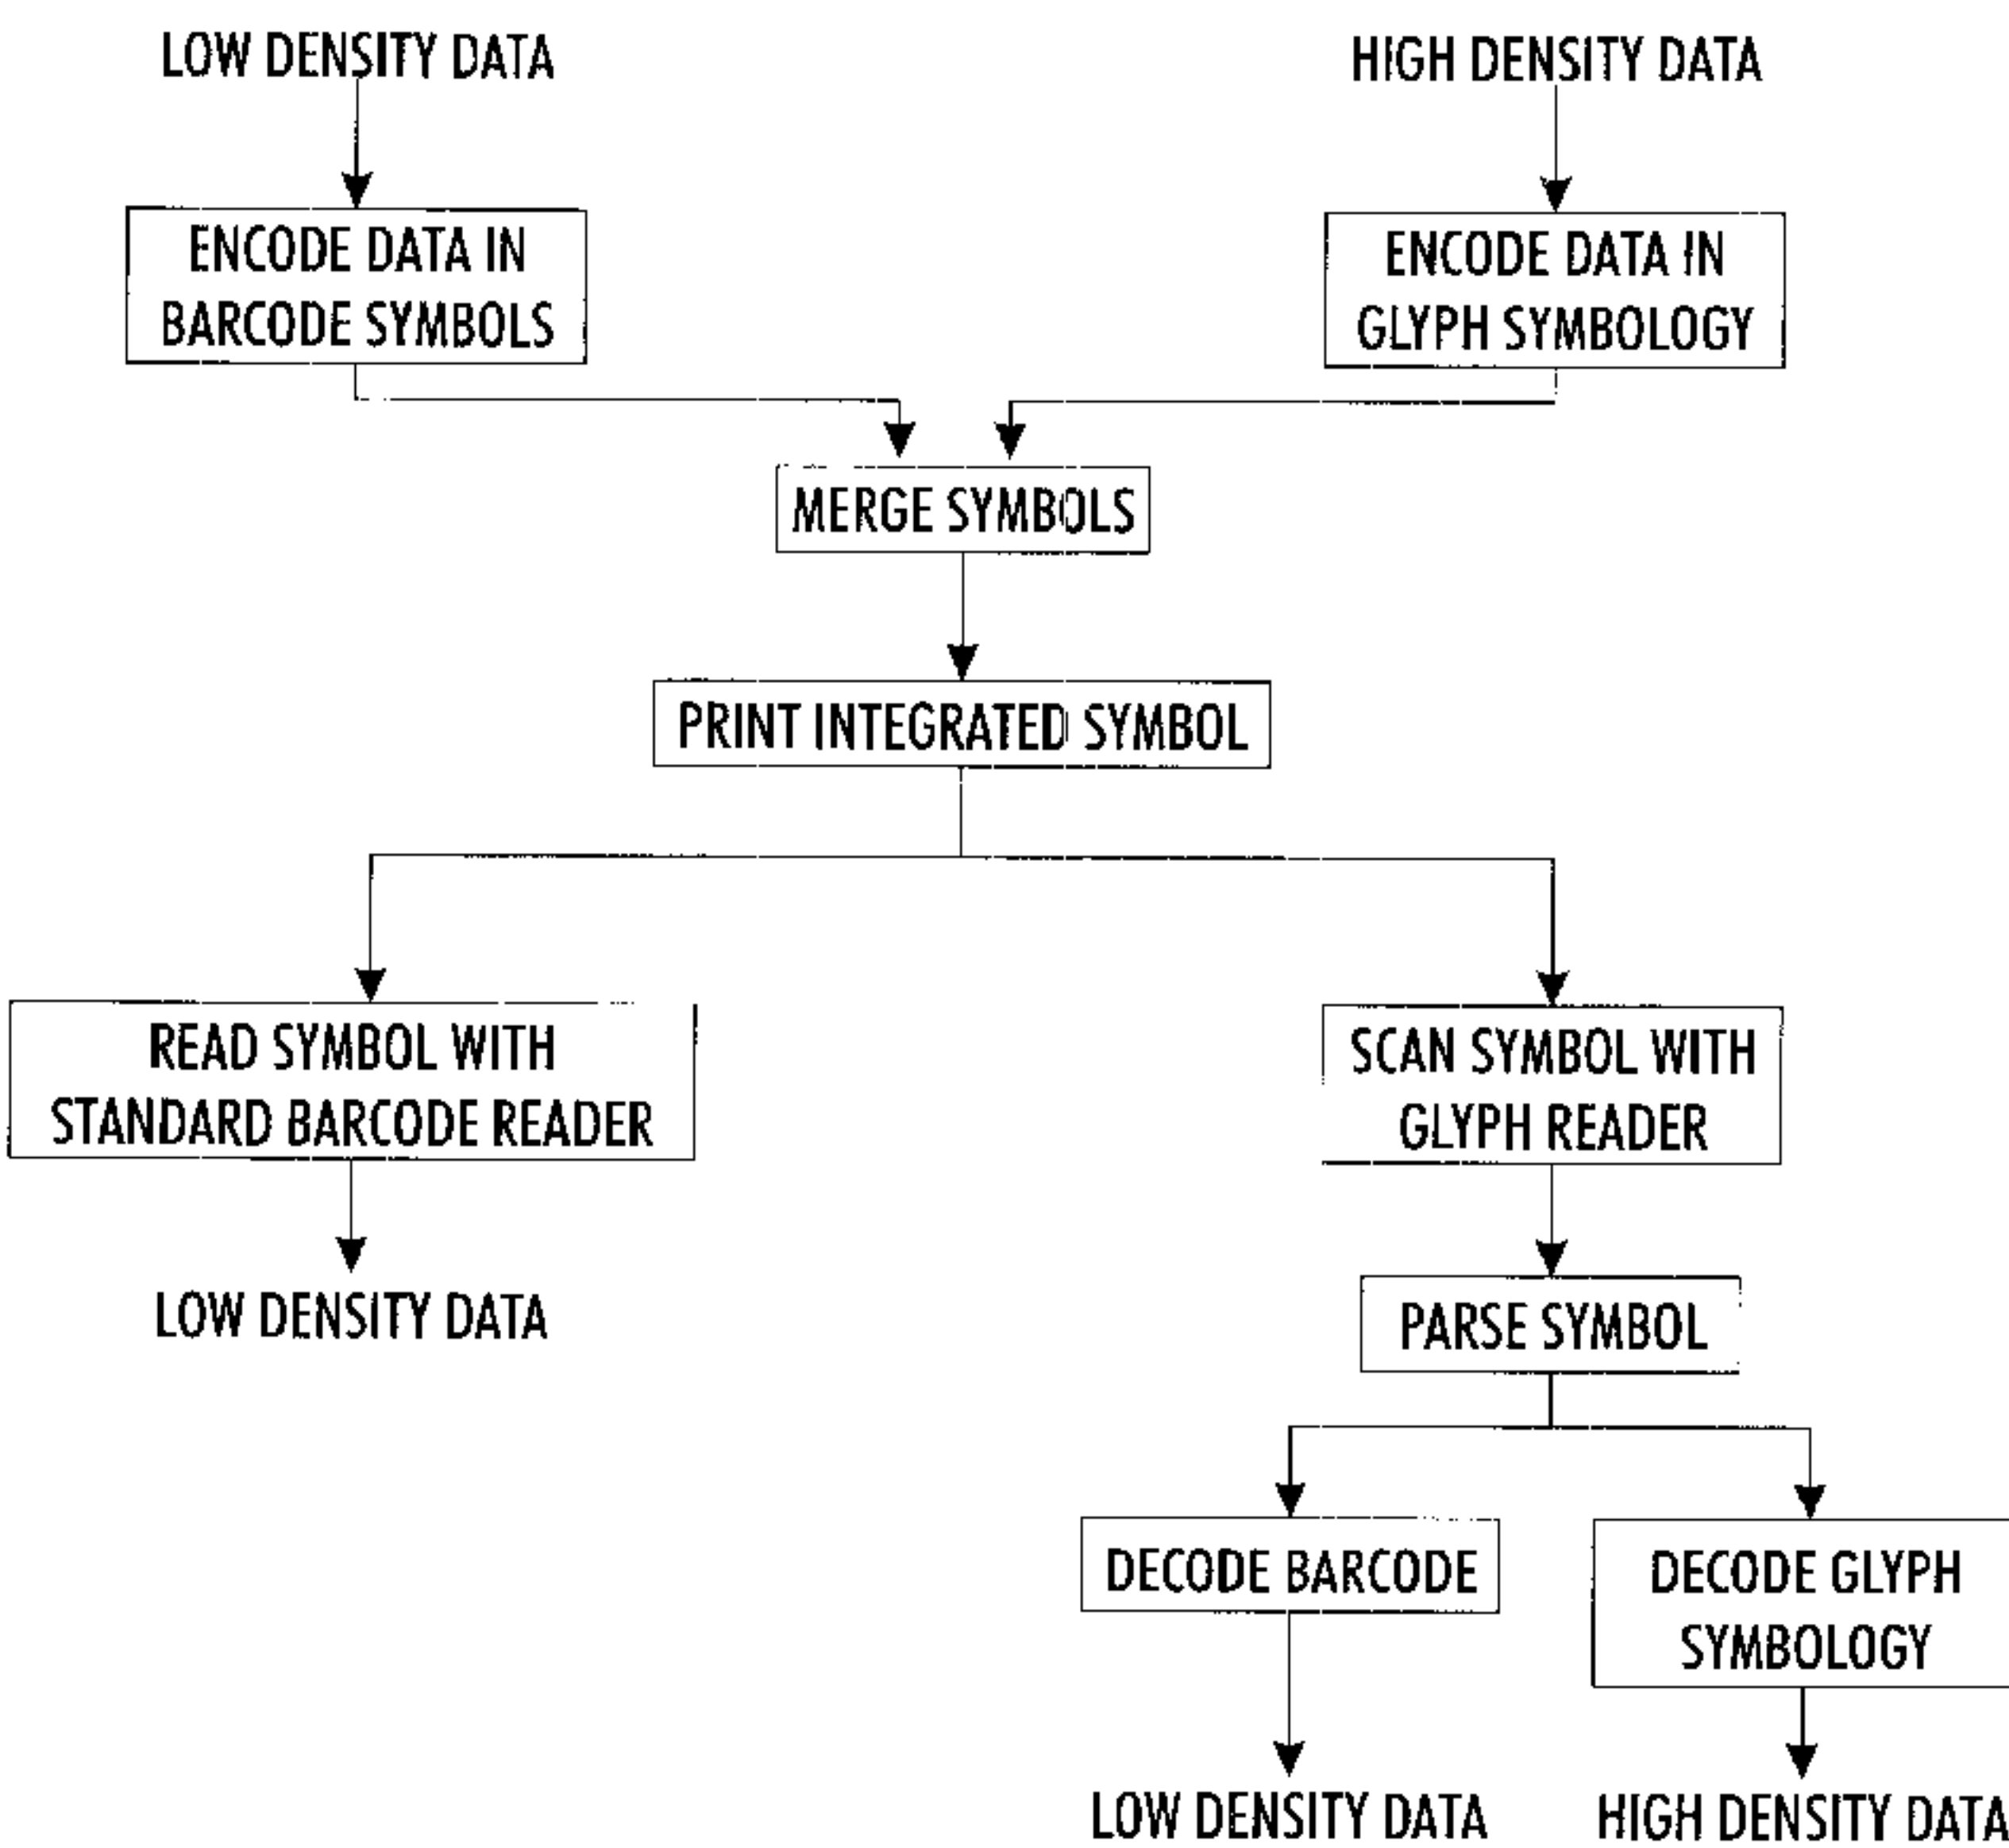 LOW DENSITY DATA
HIGH DENSITY DATA
ENCODE DATA IN
BARCODE SYMBOLS
ENCODE DATA IN
GLYPH SYMBOLOGY
MERGE SYMBOLS
PRINT INTEGRATED SYMBOL
READ SYMBOL WITH
STANDARD BARCODE READER
SCAN SYMBOL WITH
GLYPH READER
LOW DENSITY DATA
PARSE SYMBOL
DECODE BARCODE
DECODE GLYPH
SYMBOLOGY
LOW DENSITY DATA
HIGH DENSITY DATA